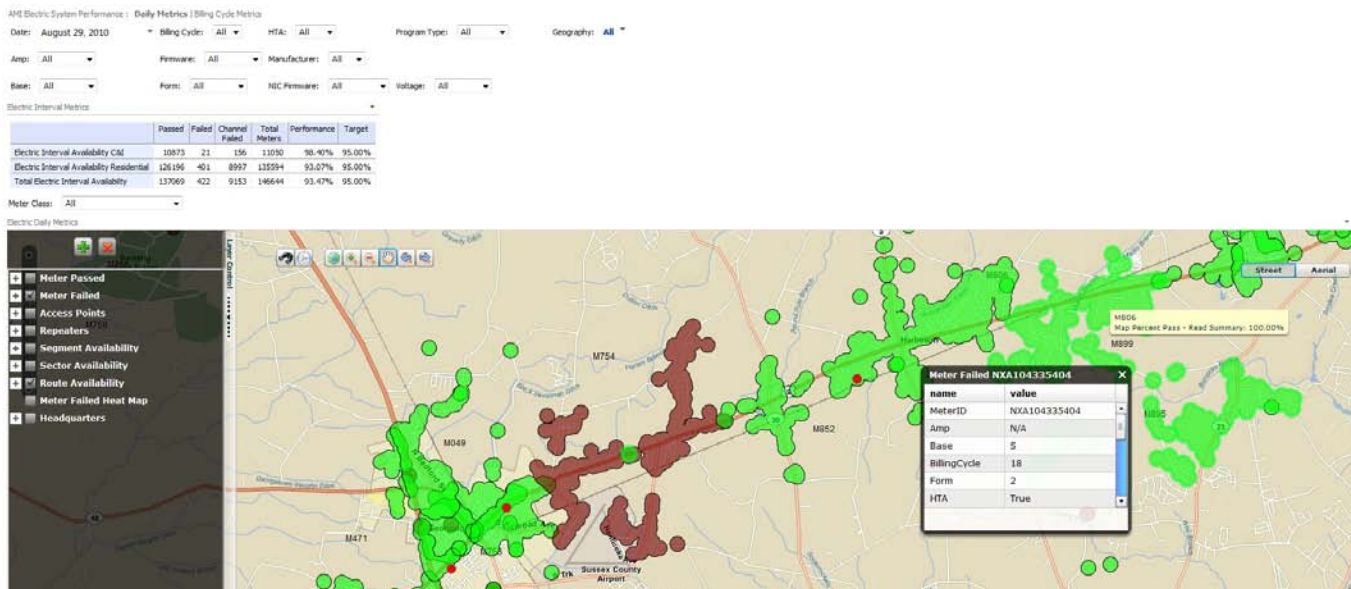 AMI Electric System Performance : Daily Metrics | Billing Cycle Metrics
Date: August 29, 2010 Billing Cycle: All HTA: All Program Type: All Geography: All
Amp: All Firmware: All Manufacturer: All
Base: All Form: All NIC Firmware: All Voltage: All
Electric Interval Metrics
Passed Failed Channel Failed Total Meters Performance Target
Electric Interval Availability C&I 10873 21 156 11050 98.40% 95.00%
Electric Interval Availability Residential 126196 401 8997 135594 93.07% 95.00%
Total Electric Interval Availability 137069 422 9153 146644 93.47% 95.00%
Meter Class: All
Electric Daily Metrics
Layer Control
Meter Passed
Meter Failed
Access Points
Repeaters
Segment Availability
Sector Availability
Route Availability
Meter Failed Heat Map
Headquarters
Street Aerial
M806
M806
Map Percent Pass - Read Summary: 100.00%
M899
Harbeson
M754
M852
M049
M895
M471
Sussex County
Airport
Meter Failed NXA104335404 X
name value
MeterID NXA104335404
Amp N/A
Base 5
BillingCycle 18
Form 2
HTA True